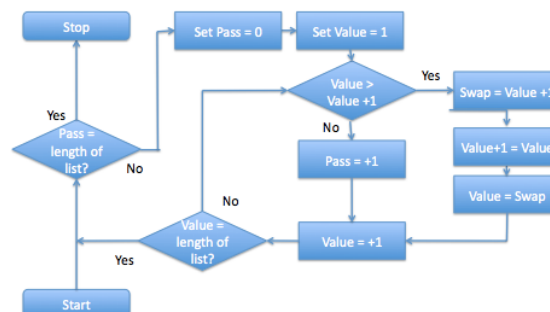 Stop
Set Pass = 0
Set Value = 1
Value >
Value +1
Yes
Swap = Value +1
Yes
Pass =
length of
list?
No
No
Pass = +1
Value+1 = Value
Value = Swap
No
Value =
length of
list?
Value = +1
Yes
Start